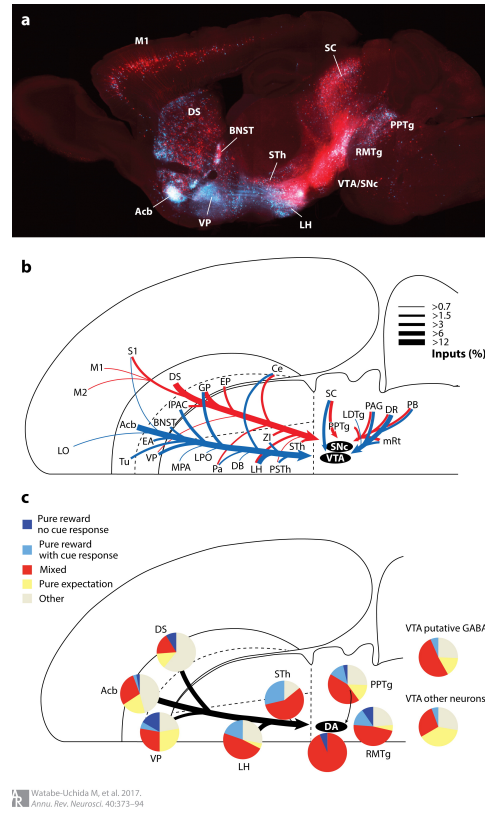 a
M1
SC
DS
BNST
PPTg
STh
RMTg
VTA/SNc
Acb
VP
LH
b
>0.7
>1.5
>3
>6
>12
Inputs (%)
S1
M1
M2
DS
GP
EP
Ce
IPAC
SC
PAG
DR
PB
LDTg
PPTg
mRt
Acb
BNST
EA
ZI
STh
SNc
VTA
LO
Tu
VP
MPA
LPO
Pa
DB
LH
PSTh
c
Pure reward
no cue response
Pure reward
with cue response
Mixed
Pure expectation
Other
DS
Acb
STh
PPTg
VTA putative GABA
VTA other neurons
DA
VP
LH
RMTg
AR
Watabe-Uchida M, et al. 2017.
Annu. Rev. Neurosci. 40:373–94